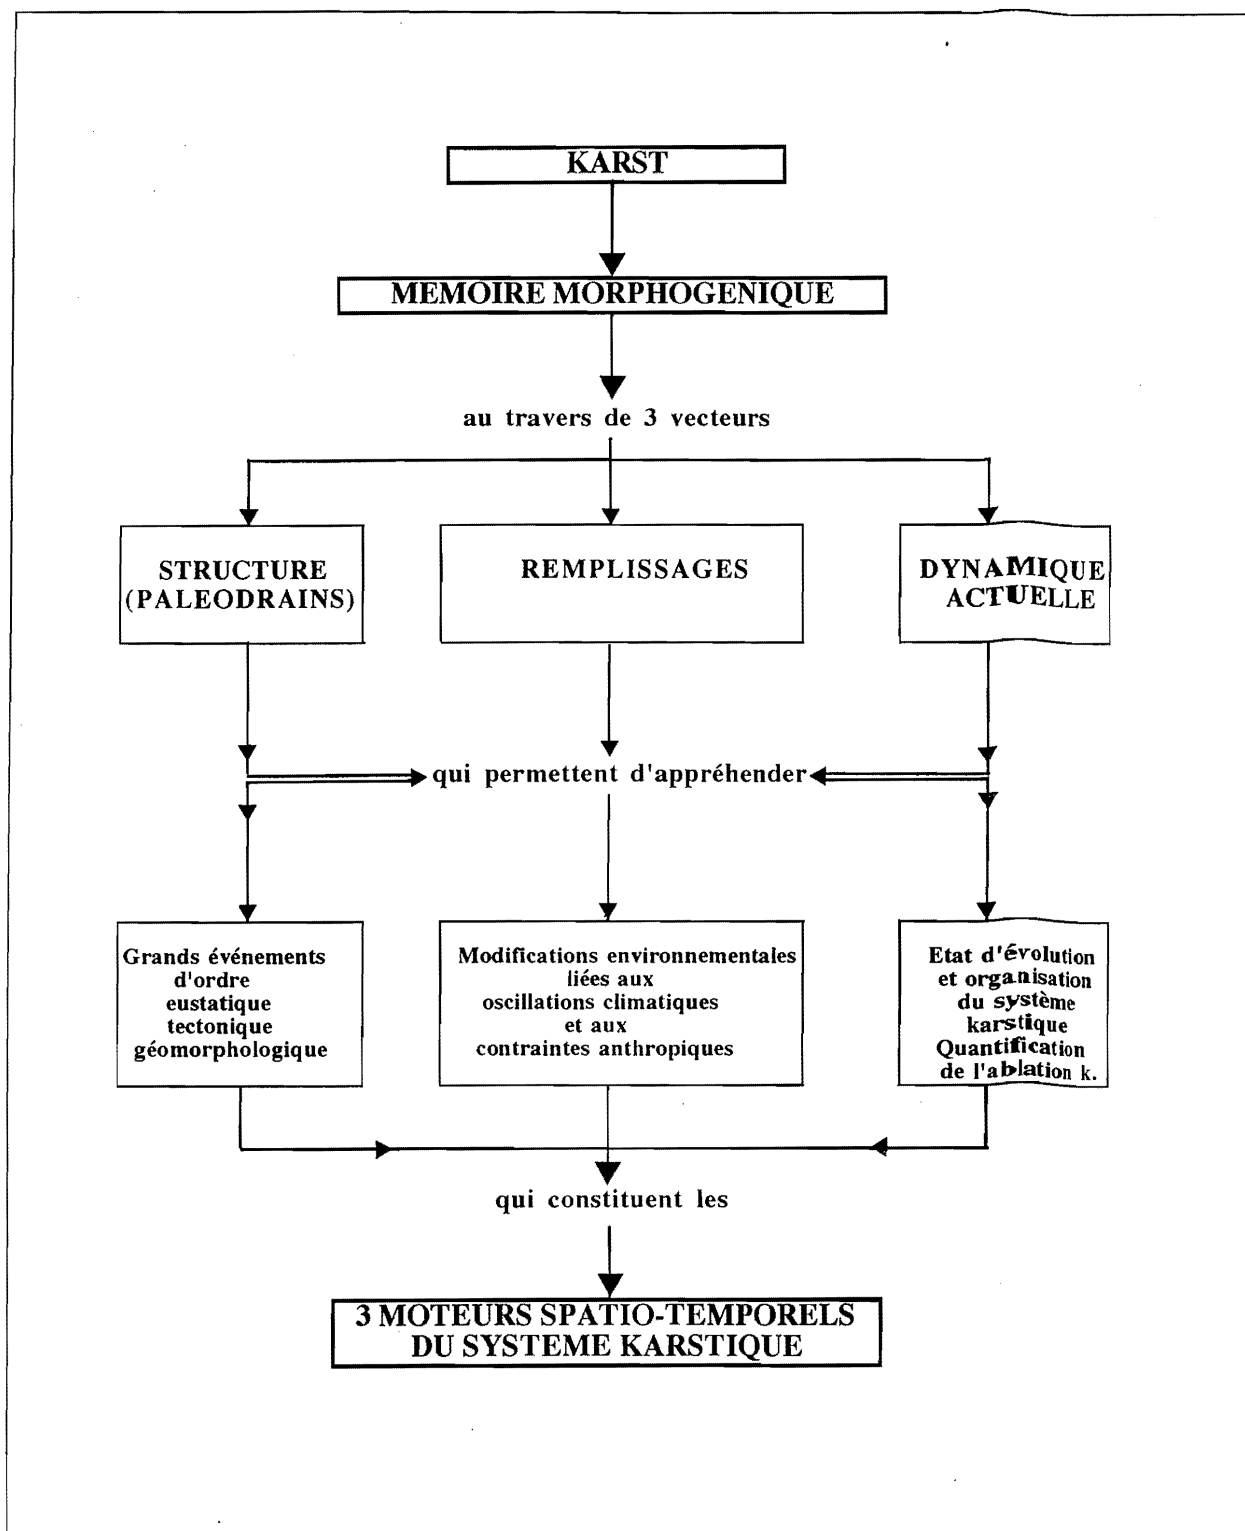 KARST
MEMOIRE MORPHOGENIQUE
au travers de 3 vecteurs
STRUCTURE
(PALEODRAINS)
REMPLISSAGES
DYNAMIQUE
ACTUELLE
qui permettent d'appréhender
Grands événements
d'ordre
eustatique
tectonique
géomorphologique
Modifications environnementales
liées aux
oscillations climatiques
et aux
contraintes anthropiques
Etat d'évolution
et organisation
du système
karstique
Quantification
de l'ablation k.
qui constituent les
3 MOTEURS SPATIO-TEMPORELS
DU SYSTEME KARSTIQUE